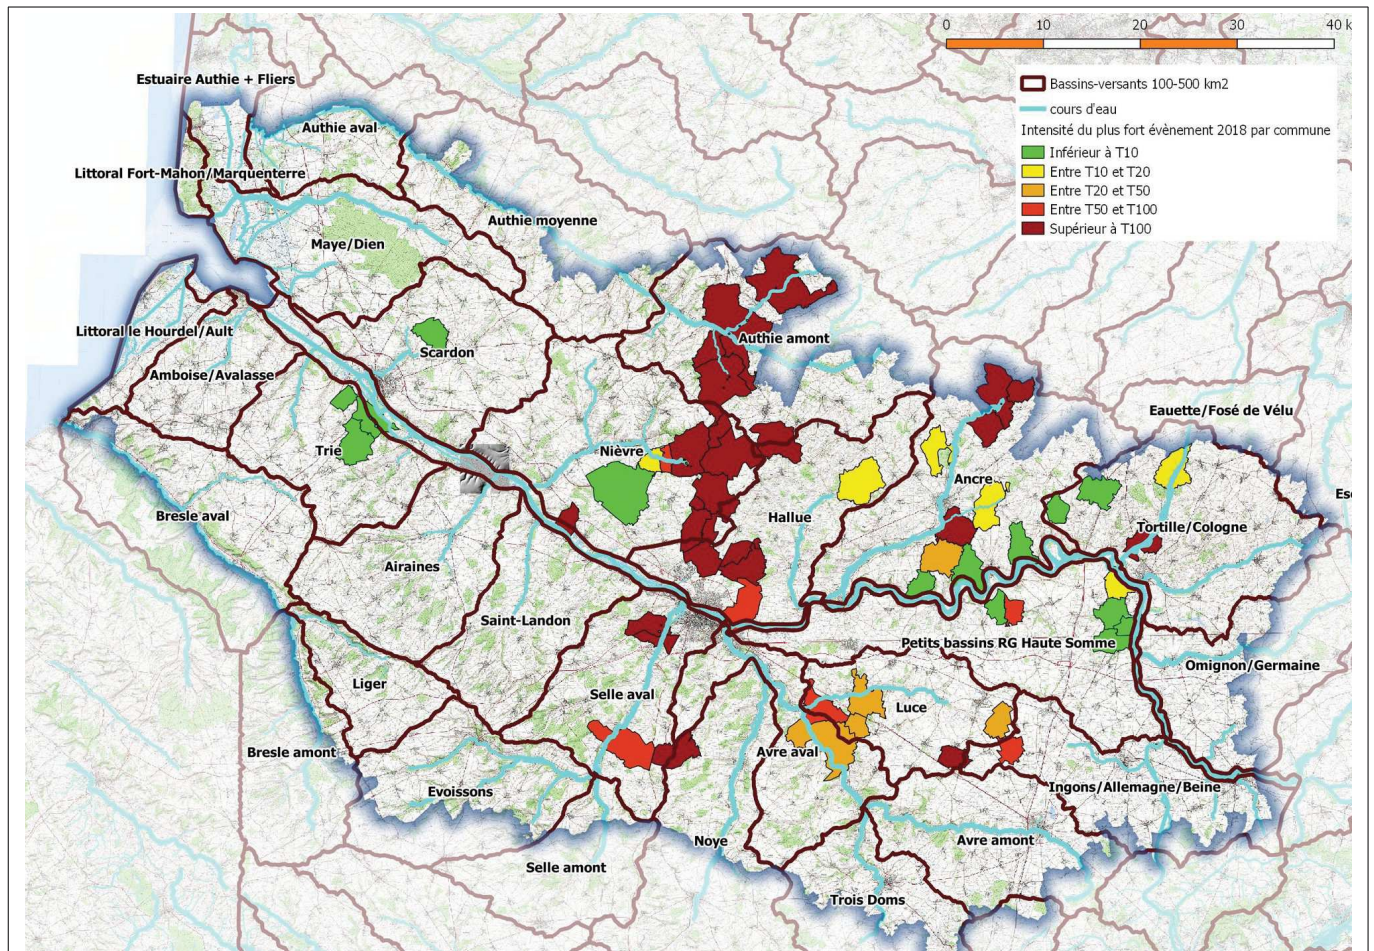 0 10 20 30 40 k
Bassins-versants 100-500 km2
cours d'eau
Intensité du plus fort évènement 2018 par commune
Inférieur à T10
Entre T10 et T20
Entre T20 et T50
Entre T50 et T100
Supérieur à T100
Estuaire Authie + Fliers
Authie aval
Littoral Fort-Mahon/Marquenterre
Authie moyenne
Maye/Dien
Littoral le Hourdel/Ault
Authie amont
Scardon
Amboise/Avalasse
Eauette/Fosé de Vélu
Trie
Nièvre
Ancre
Bresle aval
Hallue
Tortille/Cologne
Airaines
Saint-Landon
Petits bassins RG Haute Somme
Omignon/Germaine
Liger
Selle aval
Luce
Bresle amont
Avre aval
Evoissons
Ingons/Allemagne/Beine
Noye
Avre amont
Selle amont
Trois Doms